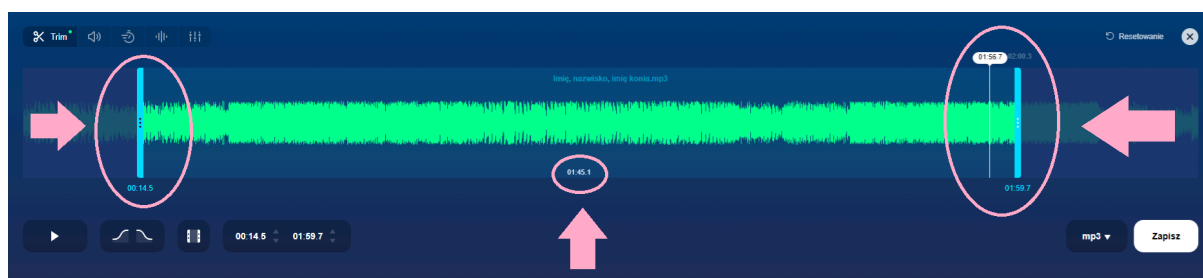 Trim
Resetowanie
01:56.7
02:00.3
Imię, nazwisko, imię konia.mp3
01:45.1
00:14.5
01:59.7
00:14.5 01:59.7
mp3
Zapisz